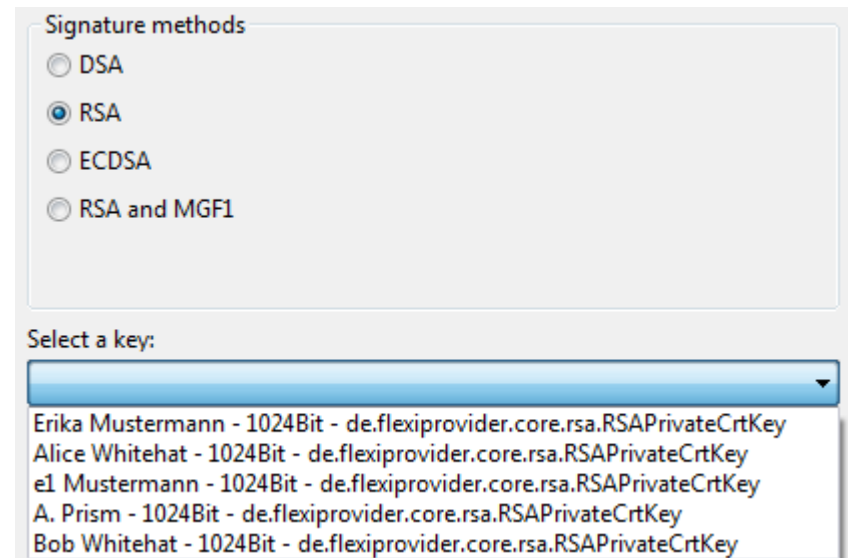 Signature methods
DSA
RSA
ECDSA
RSA and MGF1
Select a key:
Erika Mustermann - 1024Bit - de.flexiprovider.core.rsa.RSAPrivateCrtKey
Alice Whitehat - 1024Bit - de.flexiprovider.core.rsa.RSAPrivateCrtKey
e1 Mustermann - 1024Bit - de.flexiprovider.core.rsa.RSAPrivateCrtKey
A. Prism - 1024Bit - de.flexiprovider.core.rsa.RSAPrivateCrtKey
Bob Whitehat - 1024Bit - de.flexiprovider.core.rsa.RSAPrivateCrtKey